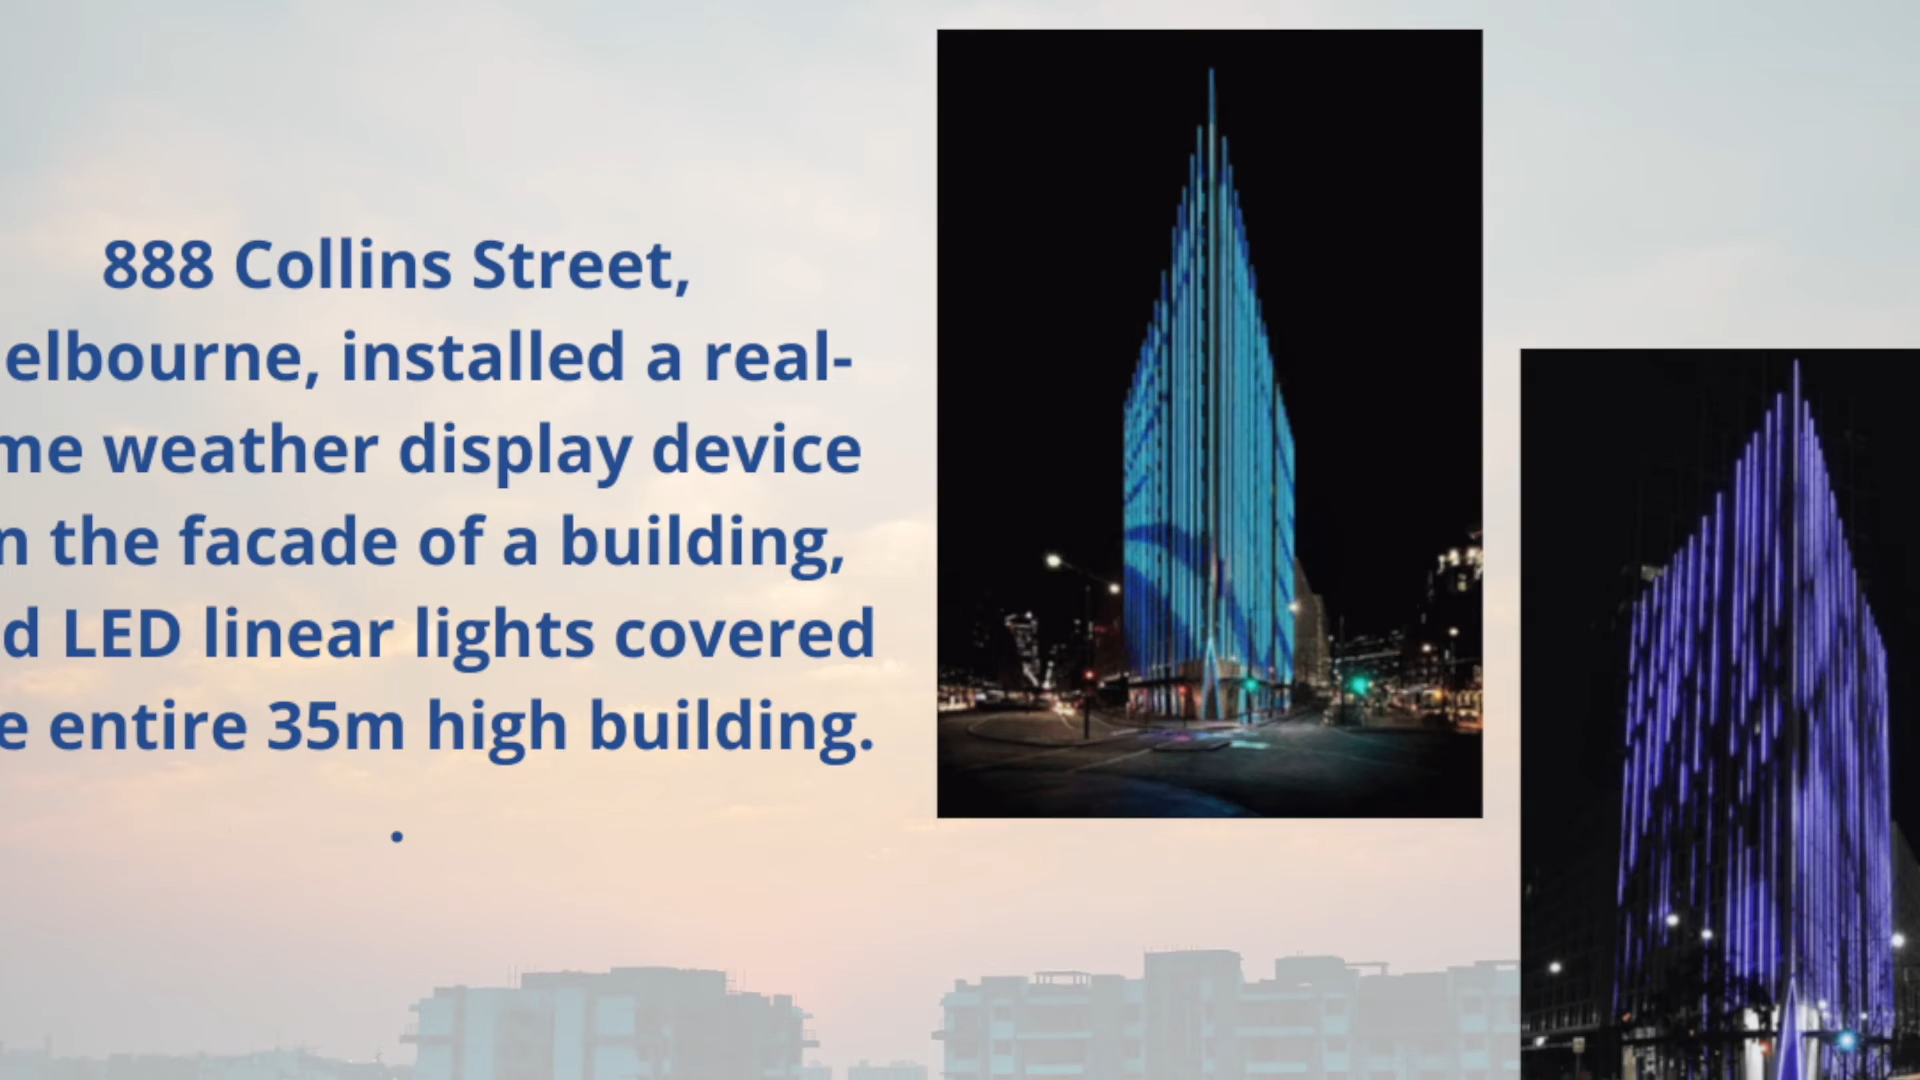 888 Collins Street,
elbourne, installed a real-
me weather display device
n the facade of a building,
d LED linear lights covered
e entire 35m high building.
.